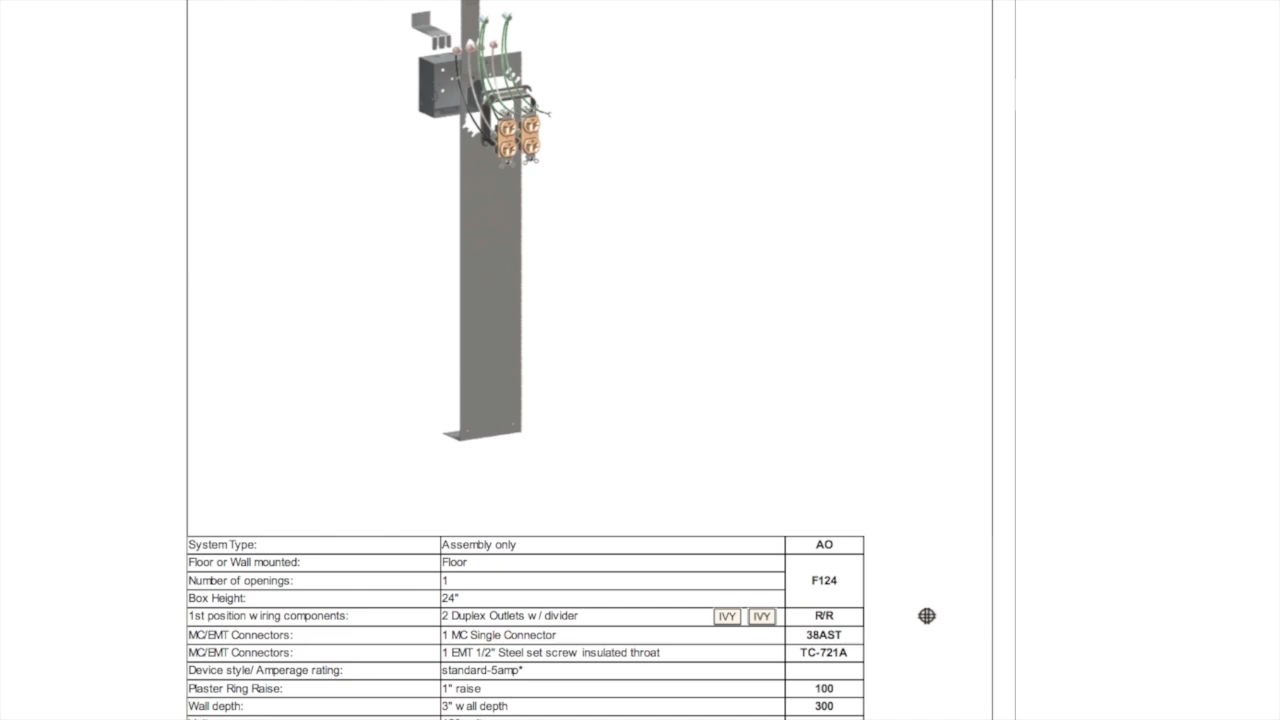 System Type: Assembly only AO
Floor or Wall mounted: Floor
Number of openings: 1 F124
Box Height: 24"
1st position wiring components: 2 Duplex Outlets w/ divider IVY IVY R/R
MC/EMT Connectors: 1 MC Single Connector 38AST
MC/EMT Connectors: 1 EMT 1/2" Steel set screw insulated throat TC-721A
Device style/ Amperage rating: standard-5amp*
Plaster Ring Raise: 1" raise 100
Wall depth: 3" wall depth 300